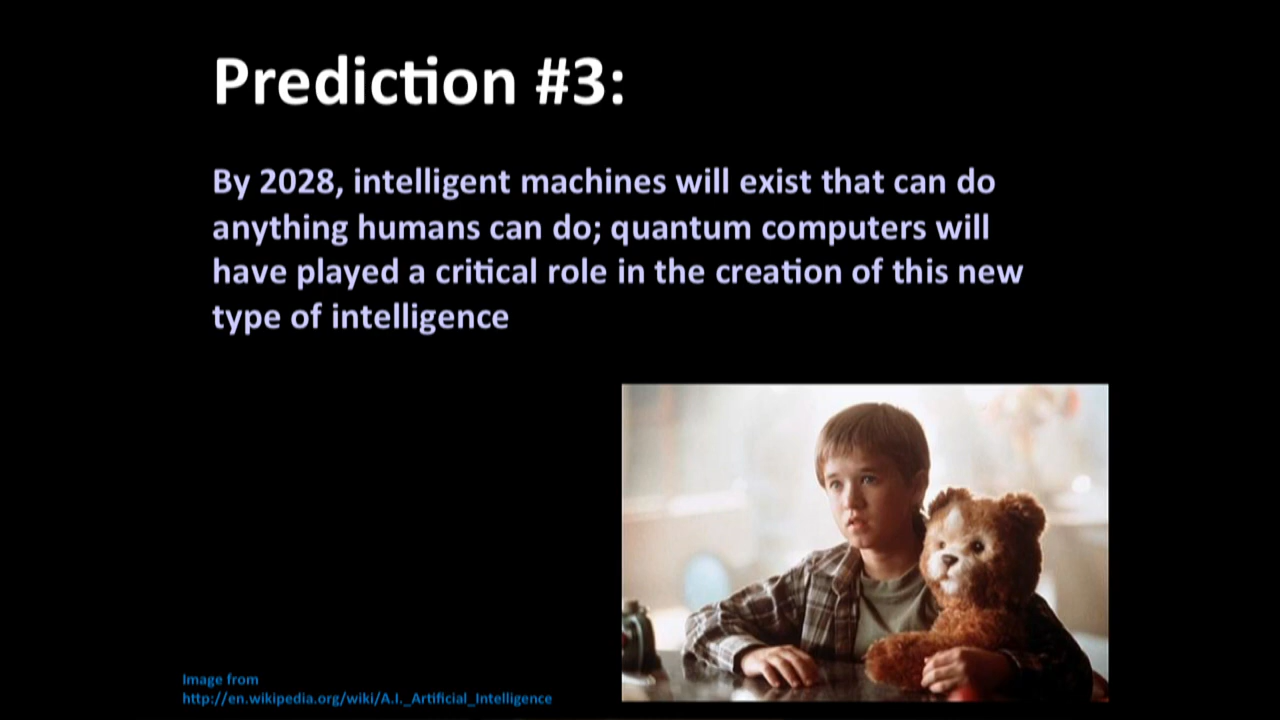 Prediction #3:
By 2028, intelligent machines will exist that can do
anything humans can do; quantum computers will
have played a critical role in the creation of this new
type of intelligence
Image from
http://en.wikipedia.org/wiki/A.I._Artificial_Intelligence